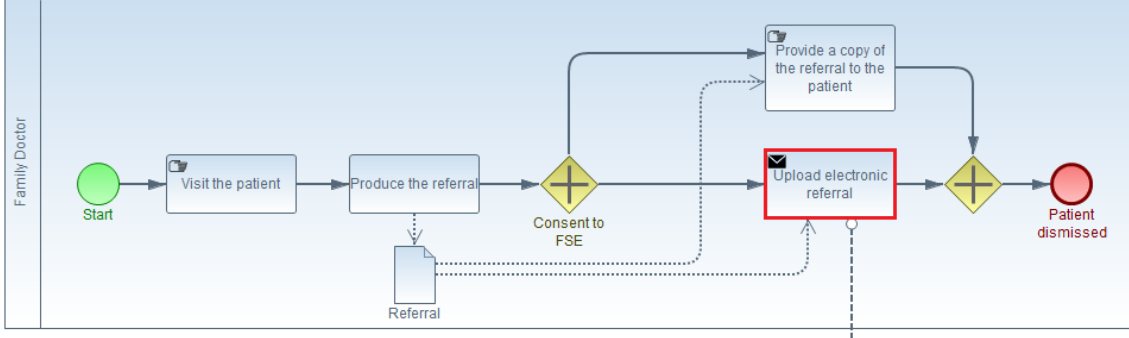 Family Doctor
Start
Visit the patient
Produce the referral
Referral
Consent to
FSE
Provide a copy of
the referral to the
patient
Upload electronic
referral
Patient
dismissed